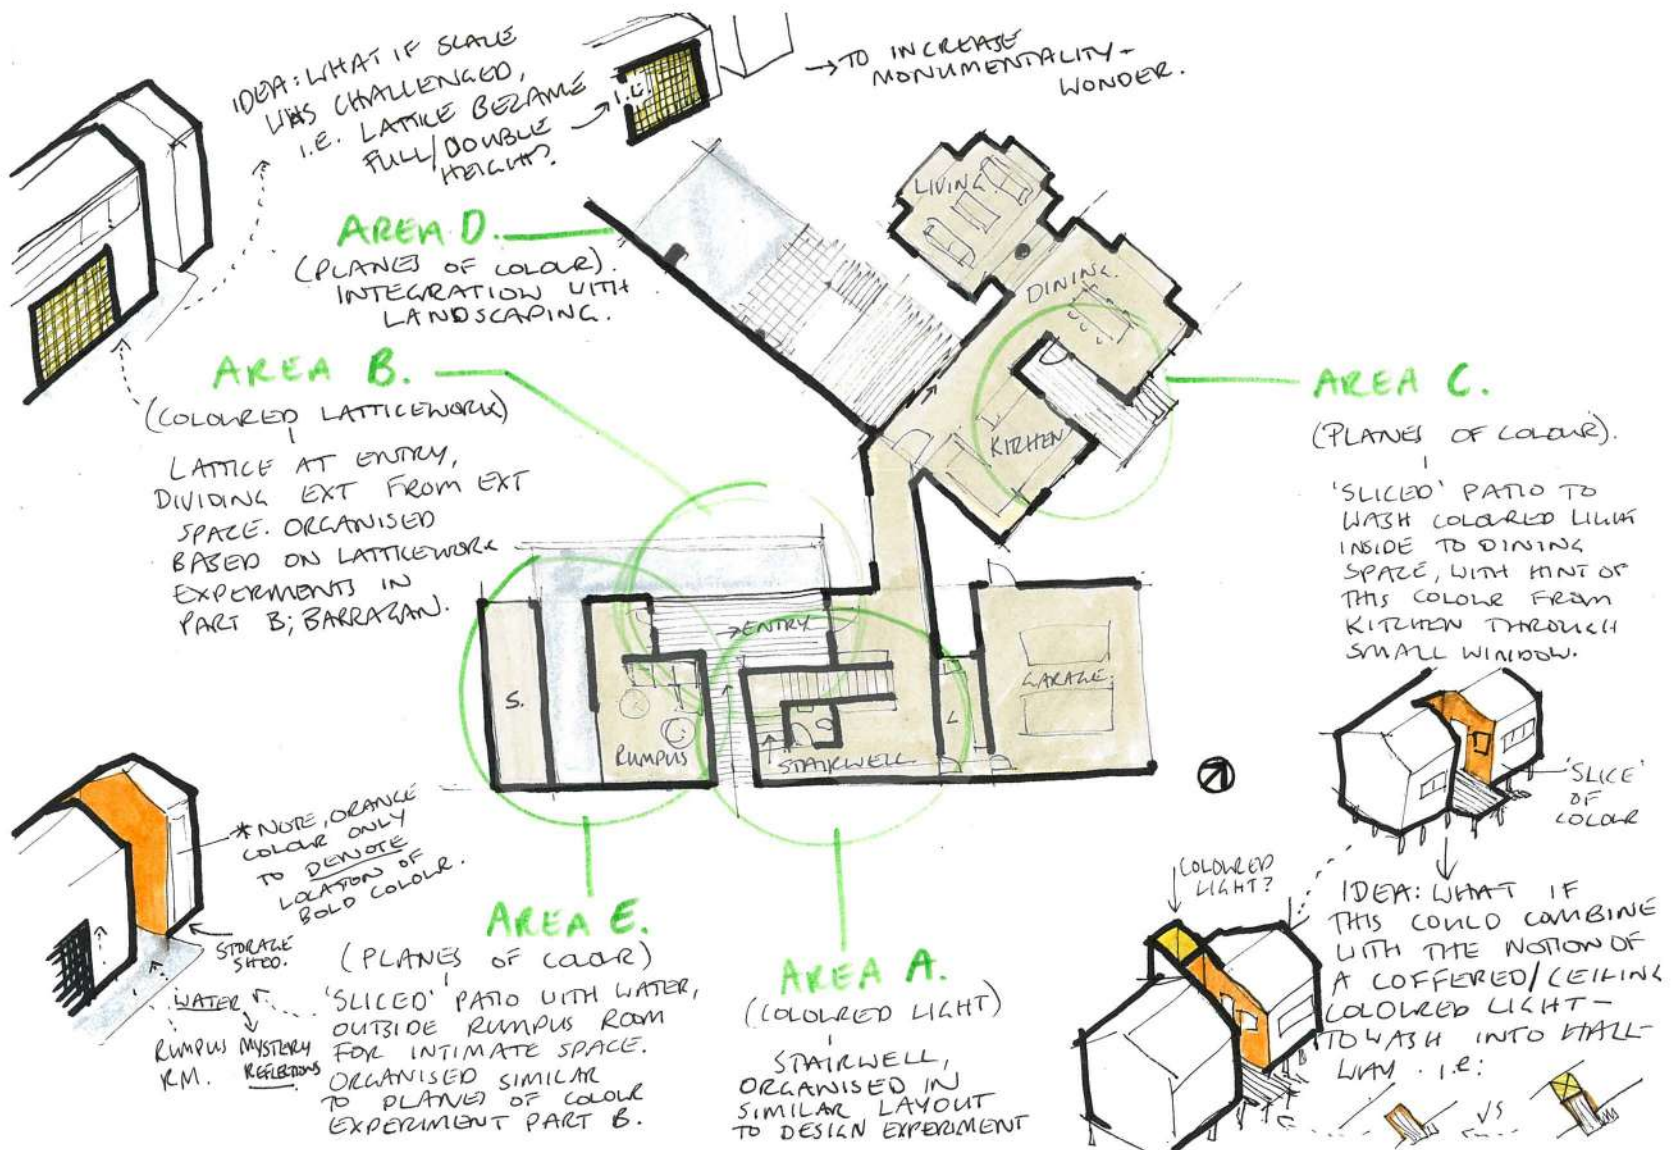 IDEA: WHAT IF SCALE
WAS CHALLENGED,
I.E. LATTICE BECAME
FULL/DOUBLE
HEIGHT?
I.E.
→ TO INCREASE
MONUMENTALITY -
WONDER.
AREA D.
(PLANES OF COLOUR).
INTEGRATION WITH
LANDSCAPING.
AREA B.
(COLOURED LATTICEWORK)
LATTICE AT ENTRY,
DIVIDING EXT FROM EXT
SPACE. ORGANISED
BASED ON LATTICEWORK
EXPERMENTS IN
PART B; BARRAGAN.
LIVING.
DINING.
KITCHEN
→ENTRY
S.
RUMPUS
STAIRWELL
L
GARAGE.
AREA C.
(PLANES OF COLOUR).
'SLICED' PATIO TO
WASH COLOURED LIGHT
INSIDE TO DINING
SPACE, WITH HINT OF
THIS COLOUR FROM
KITCHEN THROUGH
SMALL WINDOW.
'SLICE'
OF
COLOUR
*NOTE, ORANGE
COLOUR ONLY
TO DENOTE
LOCATION OF
BOLD COLOUR.
STORAGE
SHED.
WATER
RUMPUS
RM.
MYSTERY
REFLECTIONS
AREA E.
(PLANES OF COLOUR)
'SLICED' PATIO WITH WATER,
OUTSIDE RUMPUS ROOM
FOR INTIMATE SPACE.
ORGANISED SIMILAR
TO PLANES OF COLOUR
EXPERIMENT PART B.
AREA A.
(COLOURED LIGHT)
STAIRWELL,
ORGANISED IN
SIMILAR LAYOUT
TO DESIGN EXPERIMENT
COLOURED
LIGHT?
IDEA: WHAT IF
THIS COULD COMBINE
WITH THE NOTION OF
A COFFERED/CEILING
COLOURED LIGHT -
TO WASH INTO HALL-
WAY. i.e:
VS